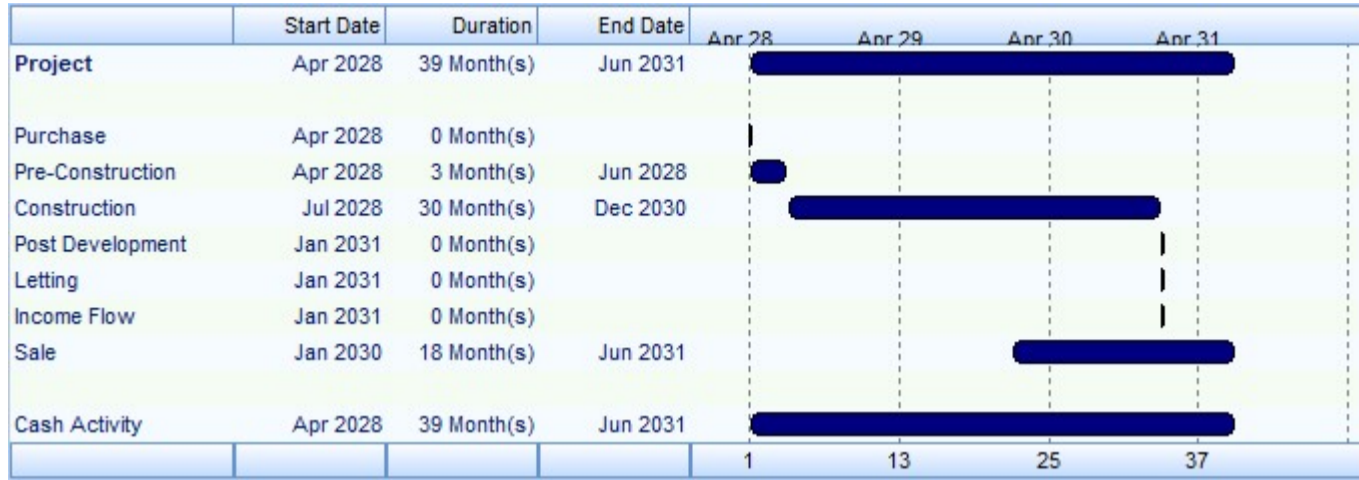 Start Date Duration End Date Apr 28 Apr 29 Apr 30 Apr 31
Project Apr 2028 39 Month(s) Jun 2031
Purchase Apr 2028 0 Month(s)
Pre-Construction Apr 2028 3 Month(s) Jun 2028
Construction Jul 2028 30 Month(s) Dec 2030
Post Development Jan 2031 0 Month(s)
Letting Jan 2031 0 Month(s)
Income Flow Jan 2031 0 Month(s)
Sale Jan 2030 18 Month(s) Jun 2031
Cash Activity Apr 2028 39 Month(s) Jun 2031
1 13 25 37